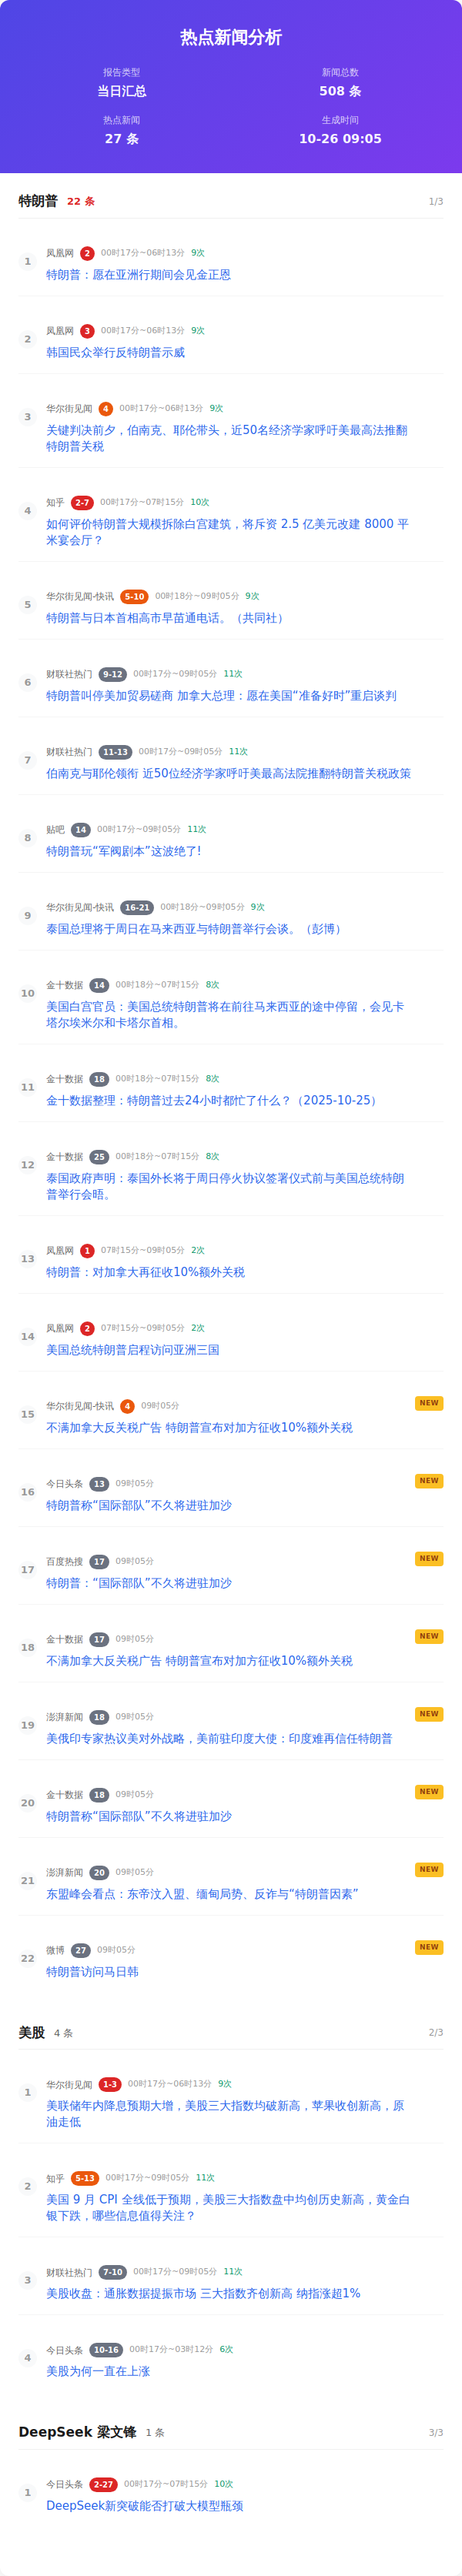 热点新闻分析
报告类型
当日汇总
新闻总数
508 条
热点新闻
27 条
生成时间
10-26 09:05
特朗普 22 条 1/3
1
凤凰网 2 00时17分~06时13分 9次
特朗普：愿在亚洲行期间会见金正恩
2
凤凰网 3 00时17分~06时13分 9次
韩国民众举行反特朗普示威
3
华尔街见闻 4 00时17分~06时13分 9次
关键判决前夕，伯南克、耶伦带头，近50名经济学家呼吁美最高法推翻
特朗普关税
4
知乎 2-7 00时17分~07时15分 10次
如何评价特朗普大规模拆除白宫建筑，将斥资 2.5 亿美元改建 8000 平
米宴会厅？
5
华尔街见闻-快讯 5-10 00时18分~09时05分 9次
特朗普与日本首相高市早苗通电话。（共同社）
6
财联社热门 9-12 00时17分~09时05分 11次
特朗普叫停美加贸易磋商 加拿大总理：愿在美国“准备好时”重启谈判
7
财联社热门 11-13 00时17分~09时05分 11次
伯南克与耶伦领衔 近50位经济学家呼吁美最高法院推翻特朗普关税政策
8
贴吧 14 00时17分~09时05分 11次
特朗普玩“军阀剧本”这波绝了!
9
华尔街见闻-快讯 16-21 00时18分~09时05分 9次
泰国总理将于周日在马来西亚与特朗普举行会谈。（彭博）
10
金十数据 14 00时18分~07时15分 8次
美国白宫官员：美国总统特朗普将在前往马来西亚的途中停留，会见卡
塔尔埃米尔和卡塔尔首相。
11
金十数据 18 00时18分~07时15分 8次
金十数据整理：特朗普过去24小时都忙了什么？（2025-10-25）
12
金十数据 25 00时18分~07时15分 8次
泰国政府声明：泰国外长将于周日停火协议签署仪式前与美国总统特朗
普举行会晤。
13
凤凰网 1 07时15分~09时05分 2次
特朗普：对加拿大再征收10%额外关税
14
凤凰网 2 07时15分~09时05分 2次
美国总统特朗普启程访问亚洲三国
15
华尔街见闻-快讯 4 09时05分 NEW
不满加拿大反关税广告 特朗普宣布对加方征收10%额外关税
16
今日头条 13 09时05分 NEW
特朗普称“国际部队”不久将进驻加沙
17
百度热搜 17 09时05分 NEW
特朗普：“国际部队”不久将进驻加沙
18
金十数据 17 09时05分 NEW
不满加拿大反关税广告 特朗普宣布对加方征收10%额外关税
19
澎湃新闻 18 09时05分 NEW
美俄印专家热议美对外战略，美前驻印度大使：印度难再信任特朗普
20
金十数据 18 09时05分 NEW
特朗普称“国际部队”不久将进驻加沙
21
澎湃新闻 20 09时05分 NEW
东盟峰会看点：东帝汶入盟、缅甸局势、反诈与“特朗普因素”
22
微博 27 09时05分 NEW
特朗普访问马日韩
美股 4 条 2/3
1
华尔街见闻 1-3 00时17分~06时13分 9次
美联储年内降息预期大增，美股三大指数均破新高，苹果收创新高，原
油走低
2
知乎 5-13 00时17分~09时05分 11次
美国 9 月 CPI 全线低于预期，美股三大指数盘中均创历史新高，黄金白
银下跌，哪些信息值得关注？
3
财联社热门 7-10 00时17分~09时05分 11次
美股收盘：通胀数据提振市场 三大指数齐创新高 纳指涨超1%
4
今日头条 10-16 00时17分~03时12分 6次
美股为何一直在上涨
DeepSeek 梁文锋 1 条 3/3
1
今日头条 2-27 00时17分~07时15分 10次
DeepSeek新突破能否打破大模型瓶颈